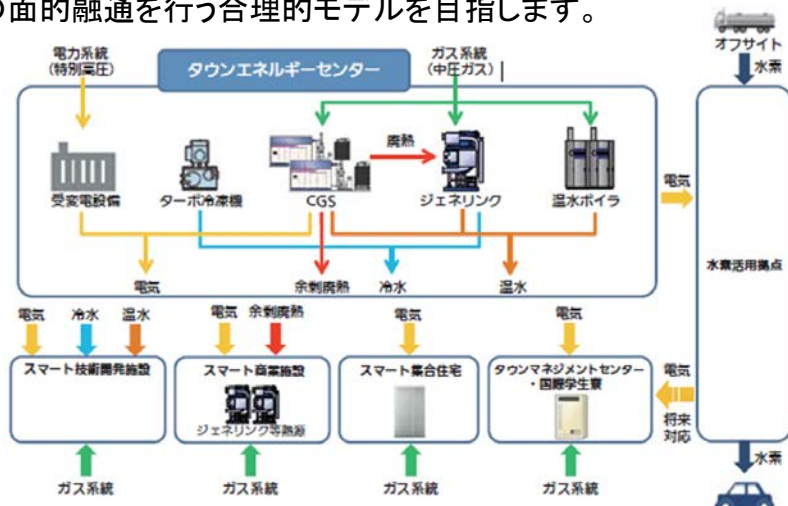 の面的融通を行う合理的モデルを目指します。
オフサイト
水素
電力系統
(特別高圧)
タウンエネルギーセンター
ガス系統
(中圧ガス)
廃熱
受変電設備
ターボ冷凍機
CGS
ジェネリンク
温水ボイラ
電気
水素活用拠点
電気
余剰廃熱
冷水
温水
電気
冷水
温水
電気
余剰廃熱
電気
電気
スマート技術開発施設
スマート商業施設
ジェネリンク等熱源
スマート集合住宅
タウンマネジメントセンター
・国際学生寮
電気
将来
対応
ガス系統
ガス系統
ガス系統
ガス系統
水素